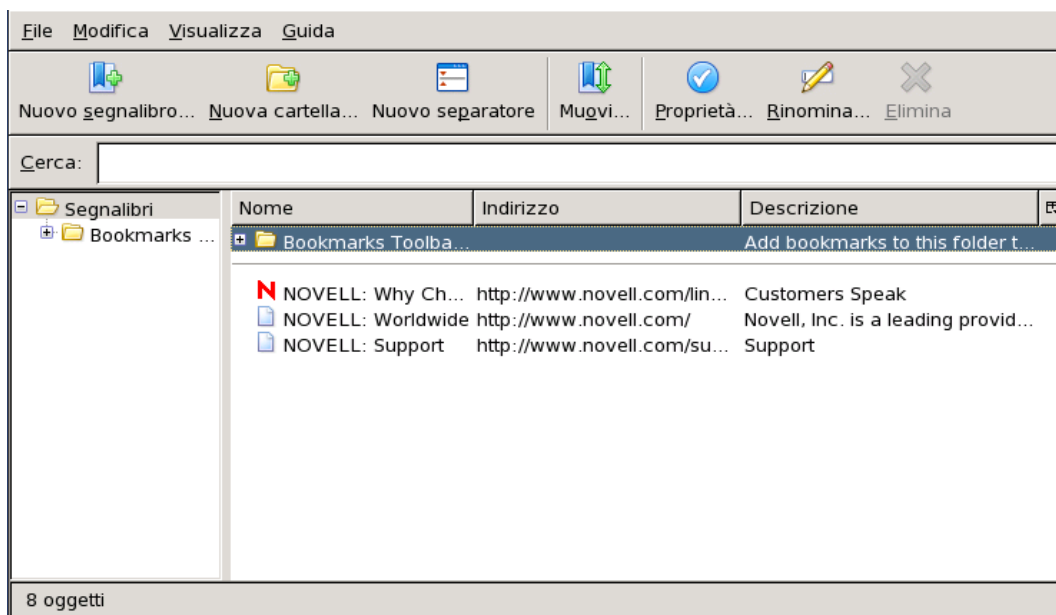 File Modifica Visualizza Guida
Nuovo segnalibro... Nuova cartella... Nuovo separatore Muovi... Proprietà... Rinomina... Elimina
Cerca:
Segnalibri Nome Indirizzo Descrizione
Bookmarks ... Bookmarks Toolba... Add bookmarks to this folder t...
NOVELL: Why Ch... http://www.novell.com/lin... Customers Speak
NOVELL: Worldwide http://www.novell.com/ Novell, Inc. is a leading provid...
NOVELL: Support http://www.novell.com/su... Support
8 oggetti